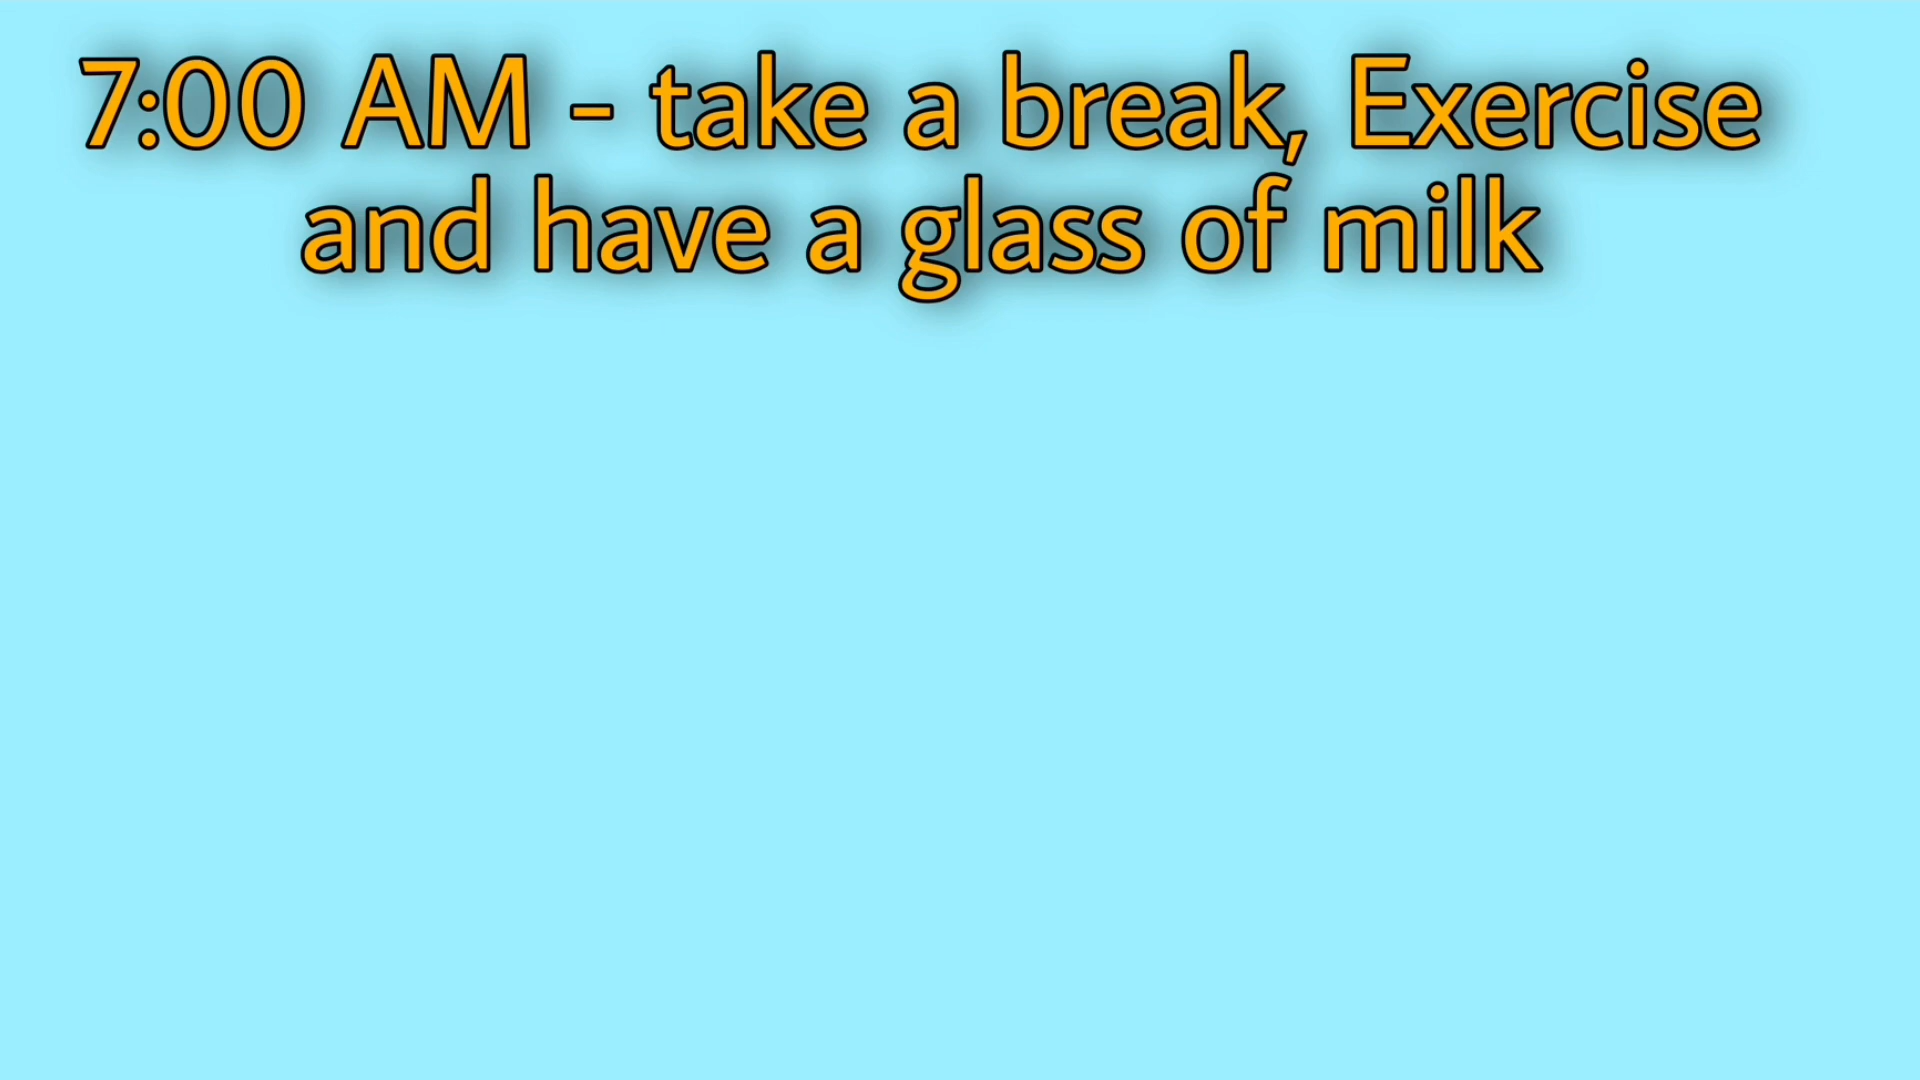 7:00 AM - take a break, Exercise
and have a glass of milk